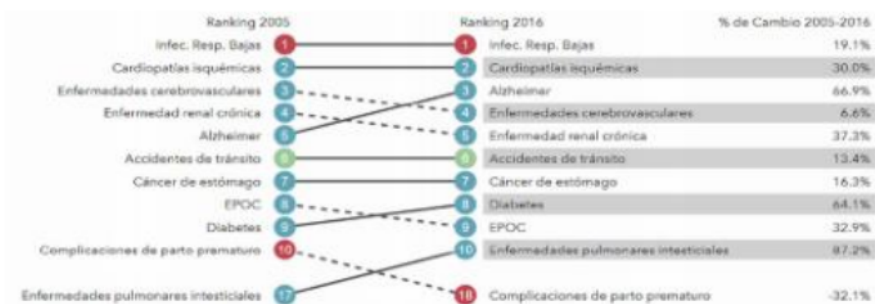 Ranking 2005 Ranking 2016 % de Cambio 2005-2016
Infec. Resp. Bajas 1 1 Infec. Resp. Bajas 19.1%
Cardiopatías isquémicas 2 2 Cardiopatías isquémicas 30.0%
Enfermedades cerebrovasculares 3 3 Alzheimer 66.9%
Enfermedad renal crónica 4 4 Enfermedades cerebrovasculares 6.6%
Alzheimer 5 5 Enfermedad renal crónica 37.3%
Accidentes de tránsito 6 6 Accidentes de tránsito 13.4%
Cáncer de estómago 7 7 Cáncer de estómago 16.3%
EPOC 8 8 Diabetes 64.1%
Diabetes 9 9 EPOC 32.9%
Complicaciones de parto prematuro 10 10 Enfermedades pulmonares intesticiales 87.2%
Enfermedades pulmonares intesticiales 17 18 Complicaciones de parto prematuro -32.1%